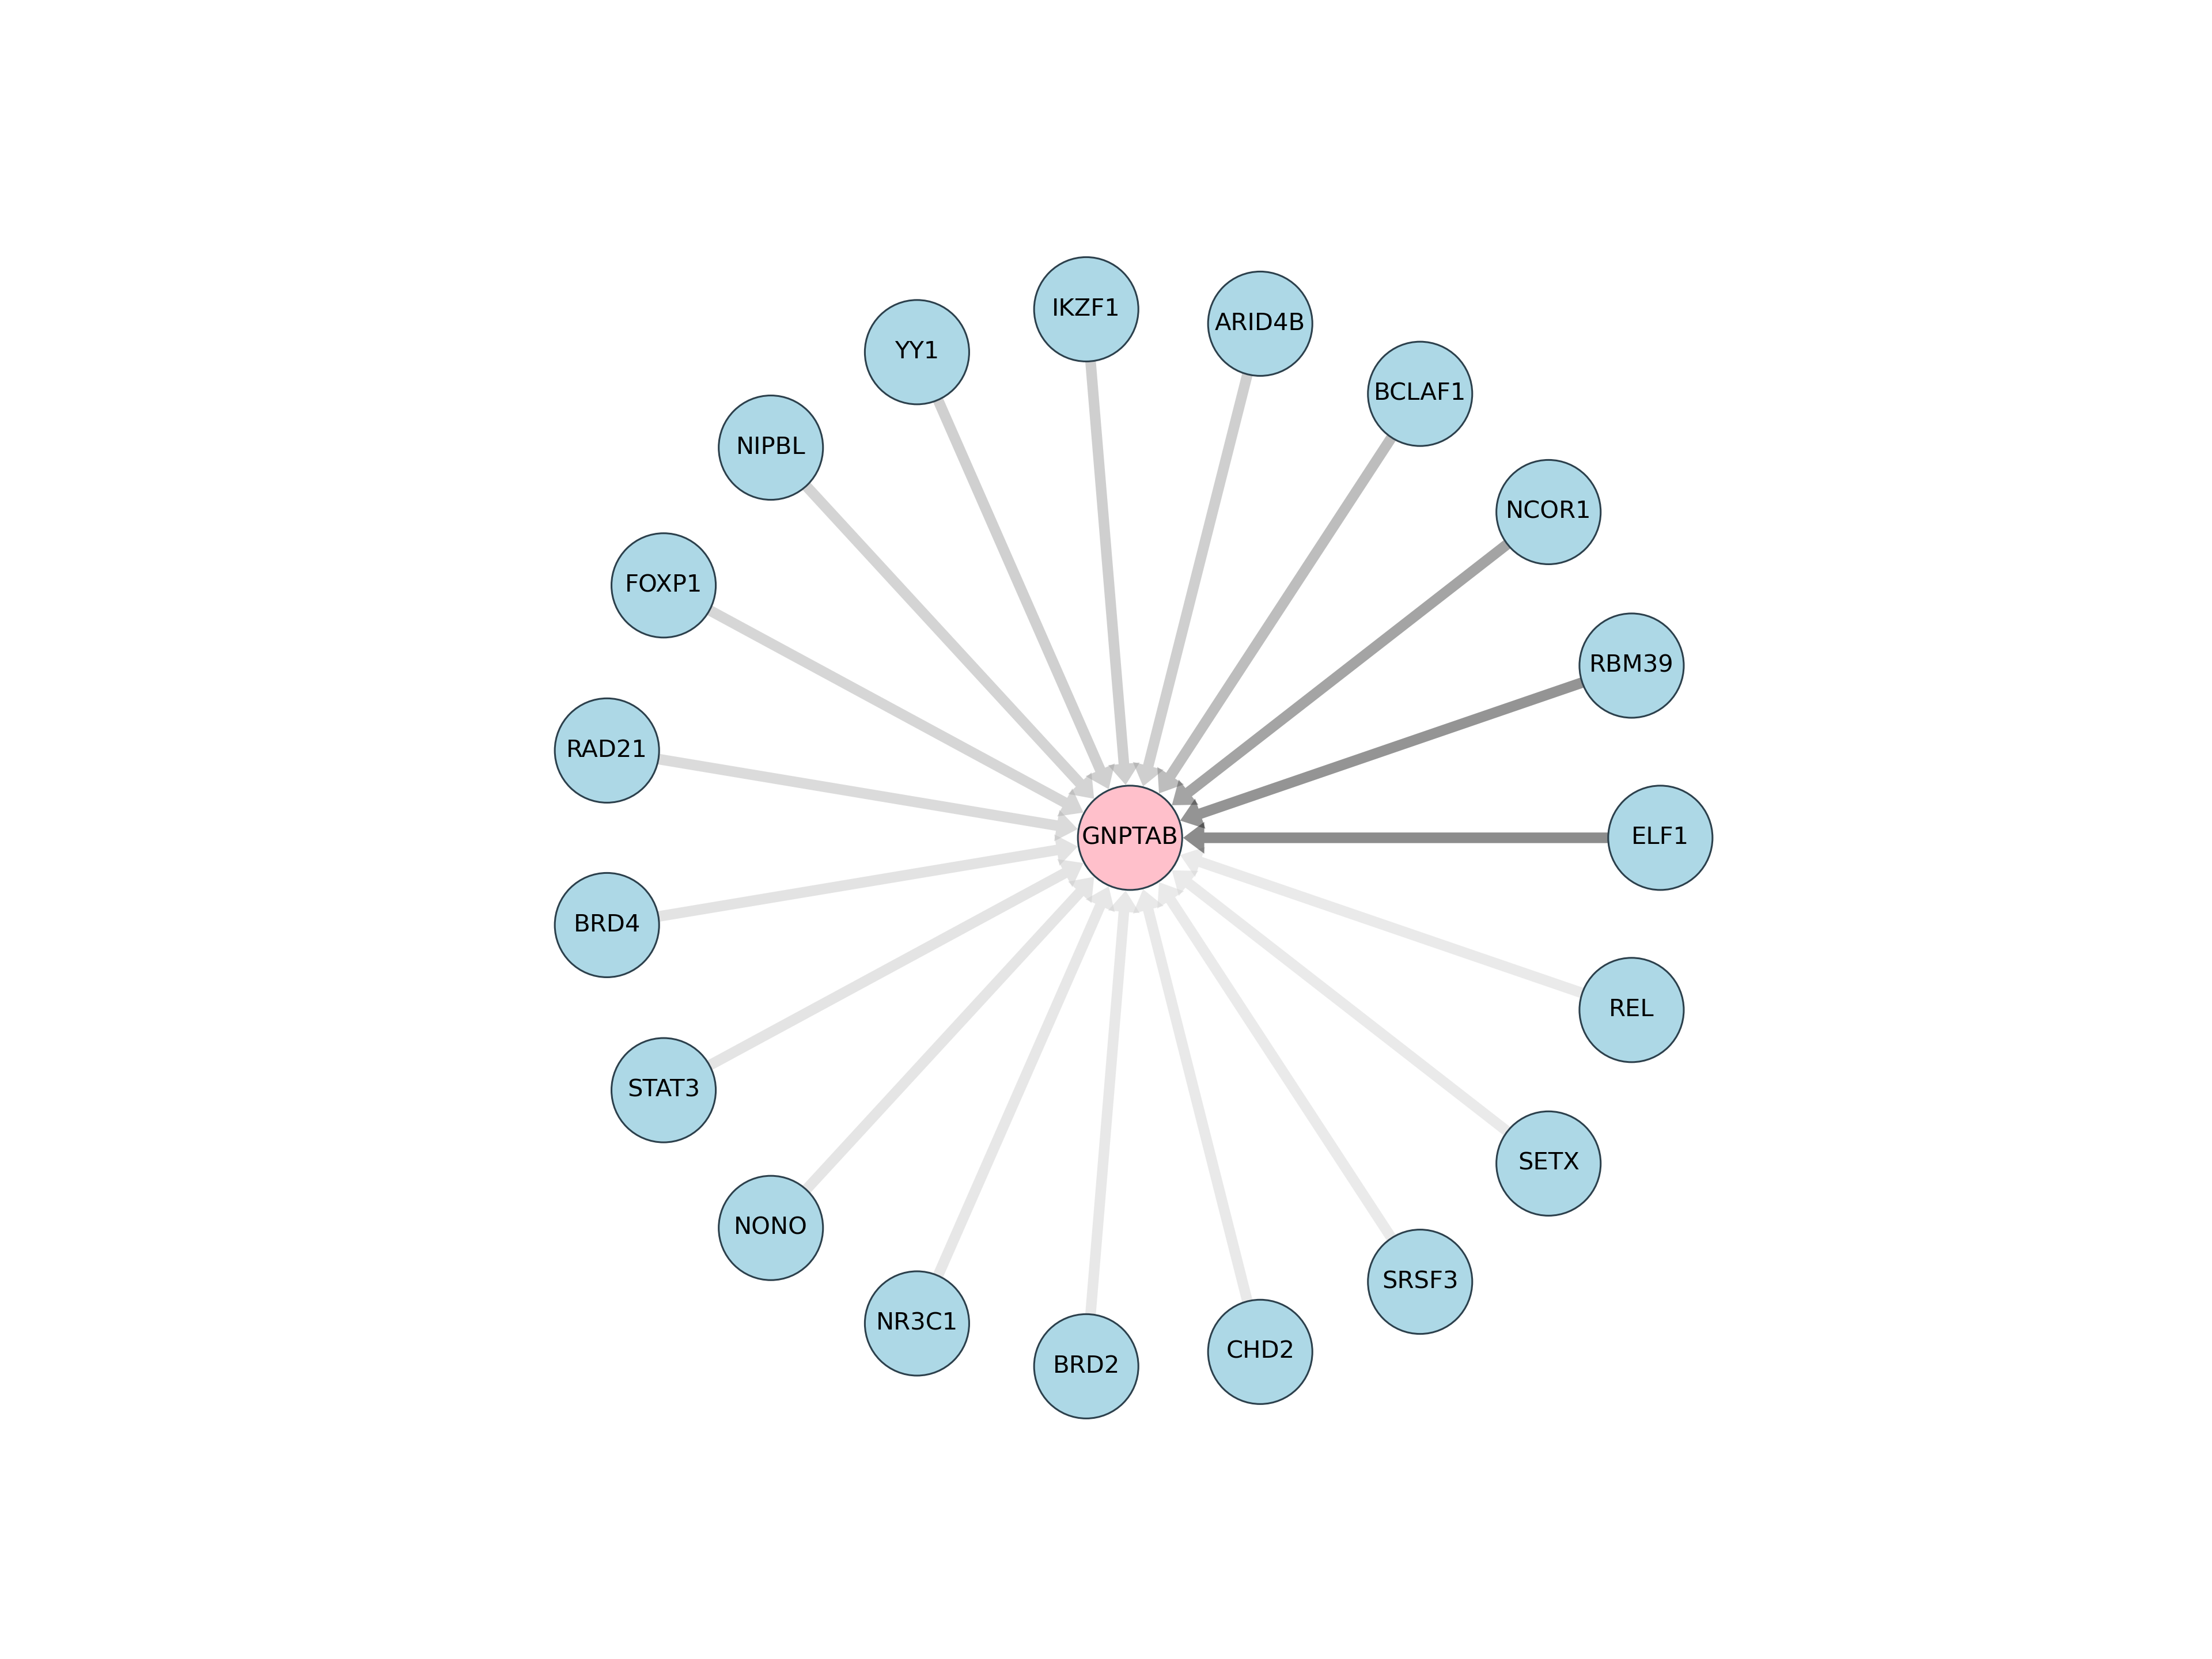 IKZF1
ARID4B
YY1
BCLAF1
NIPBL
NCOR1
FOXP1
RBM39
RAD21
GNPTAB
ELF1
BRD4
REL
STAT3
SETX
NONO
SRSF3
NR3C1
CHD2
BRD2